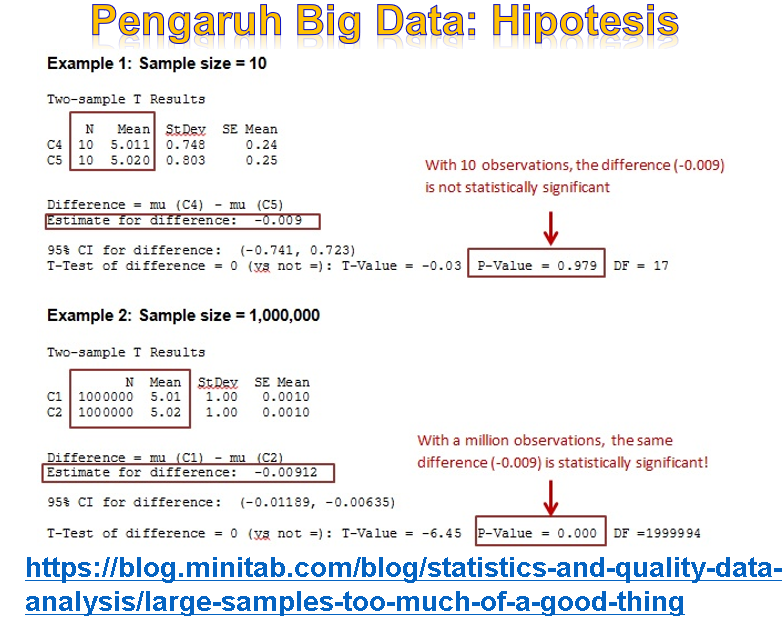 Pengaruh Big Data: Hipotesis
Example 1: Sample size = 10
Two-sample T Results
N Mean StDev SE Mean
C4 10 5.011 0.748 0.24
C5 10 5.020 0.803 0.25
With 10 observations, the difference (-0.009)
is not statistically significant
Difference = mu (C4) - mu (C5)
Estimate for difference: -0.009
95% CI for difference: (-0.741, 0.723)
T-Test of difference = 0 (vs not =): T-Value = -0.03 P-Value = 0.979 DF = 17
Example 2: Sample size = 1,000,000
Two-sample T Results
N Mean StDev SE Mean
C1 1000000 5.01 1.00 0.0010
C2 1000000 5.02 1.00 0.0010
With a million observations, the same
difference (-0.009) is statistically significant!
Difference = mu (C1) - mu (C2)
Estimate for difference: -0.00912
95% CI for difference: (-0.01189, -0.00635)
T-Test of difference = 0 (vs not =): T-Value = -6.45 P-Value = 0.000 DF =1999994
https://blog.minitab.com/blog/statistics-and-quality-data-
analysis/large-samples-too-much-of-a-good-thing